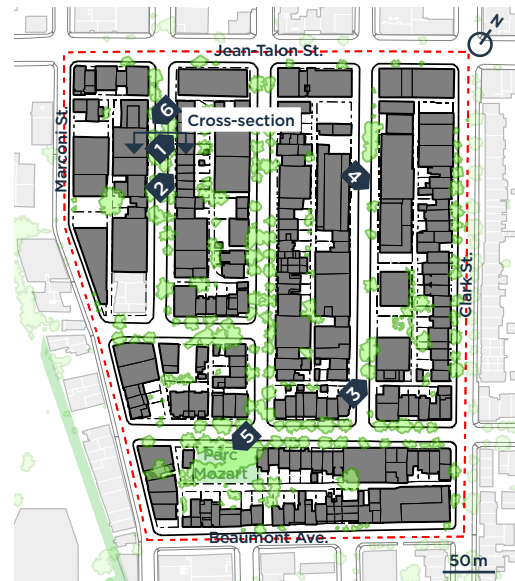 N
Jean-Talon St.
6
Cross-section
1
2
4
Marconi St.
Clark St.
3
5
Parc
Mozart
Beaumont Ave.
50 m